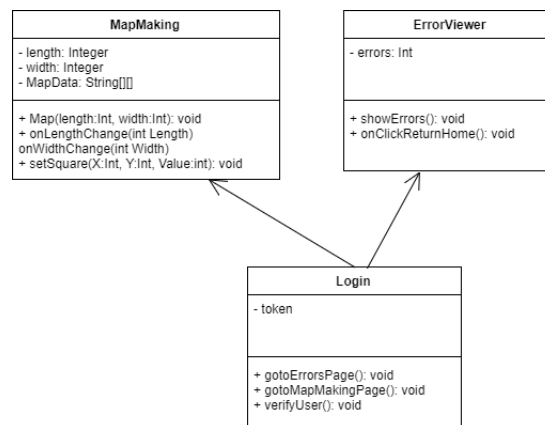 MapMaking
- length: Integer
- width: Integer
- MapData: String[][]
+ Map(length:Int, width:Int): void
+ onLengthChange(int Length)
onWidthChange(int Width)
+ setSquare(X:Int, Y:Int, Value:int): void
ErrorViewer
- errors: Int
+ showErrors(): void
+ onClickReturnHome(): void
Login
- token
+ gotoErrorsPage(): void
+ gotoMapMakingPage(): void
+ verifyUser(): void